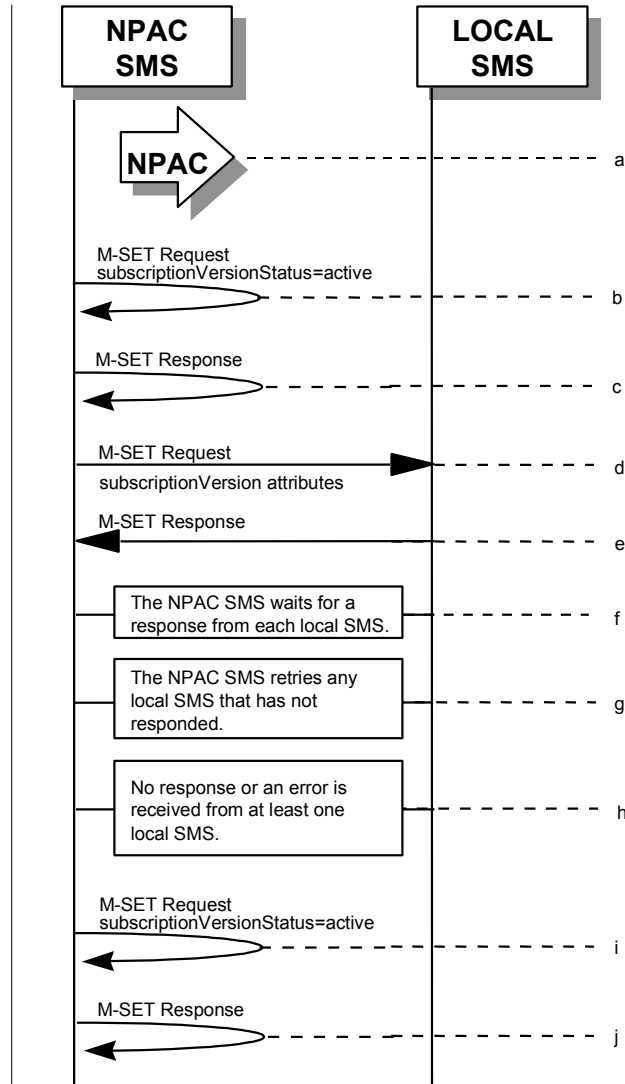 NPAC
SMS
LOCAL
SMS
NPAC
a
M-SET Request
subscriptionVersionStatus=active
b
M-SET Response
c
M-SET Request
subscriptionVersion attributes
d
M-SET Response
e
The NPAC SMS waits for a
response from each local SMS.
f
The NPAC SMS retries any
local SMS that has not
responded.
g
No response or an error is
received from at least one
local SMS.
h
M-SET Request
subscriptionVersionStatus=active
i
M-SET Response
j